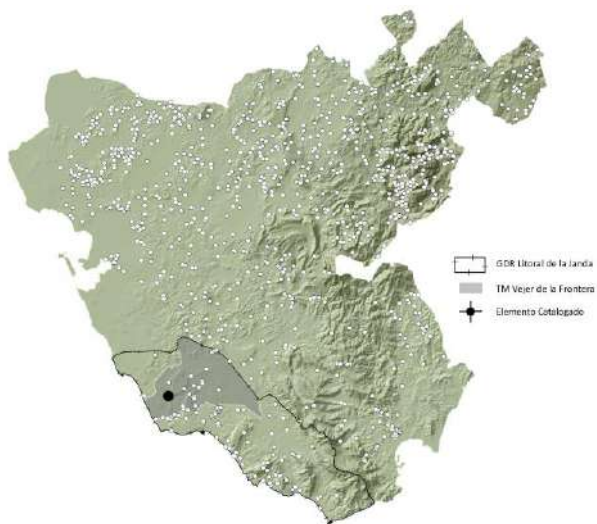 GDR Litoral de la Janda
TM Vejer de la Frontera
Elemento Catalogado